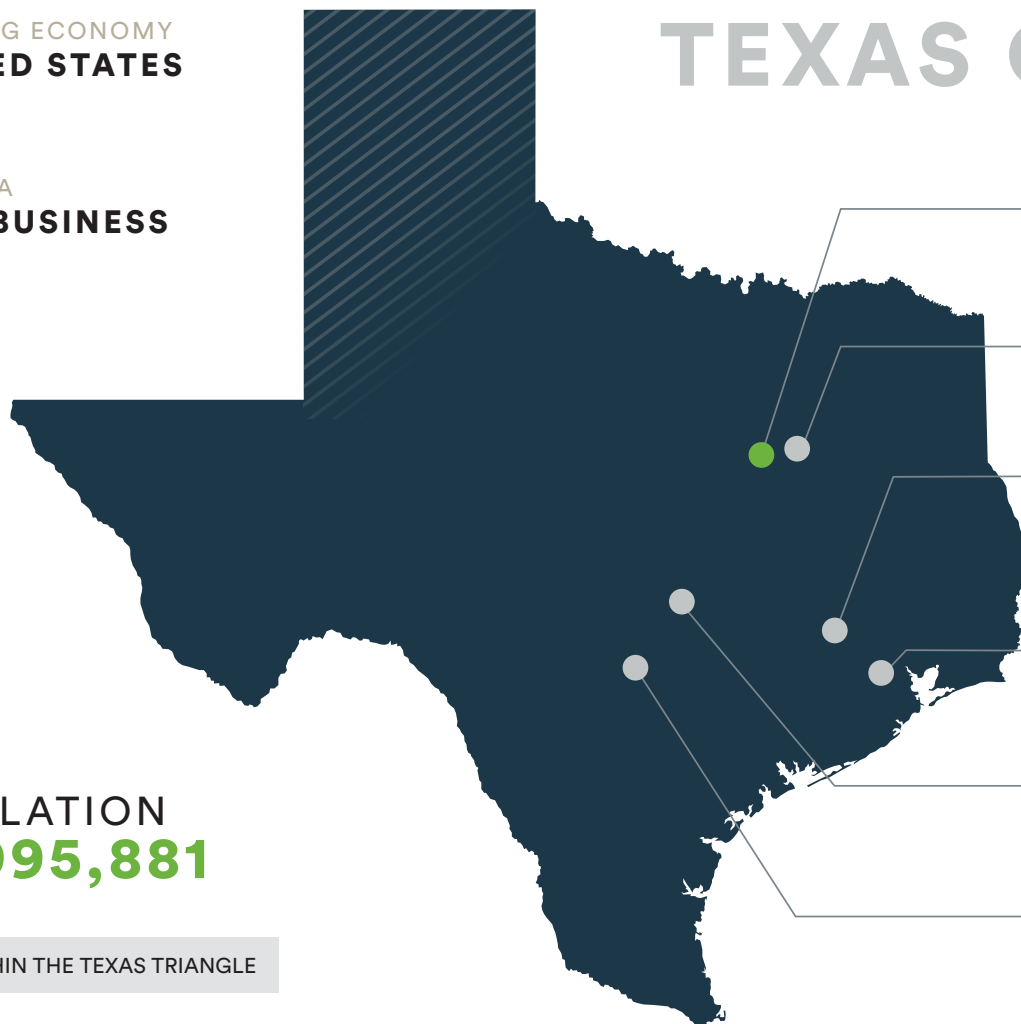 G ECONOMY
ED STATES
TEXAS
A
BUSINESS
LATION
95,881
HIN THE TEXAS TRIANGLE